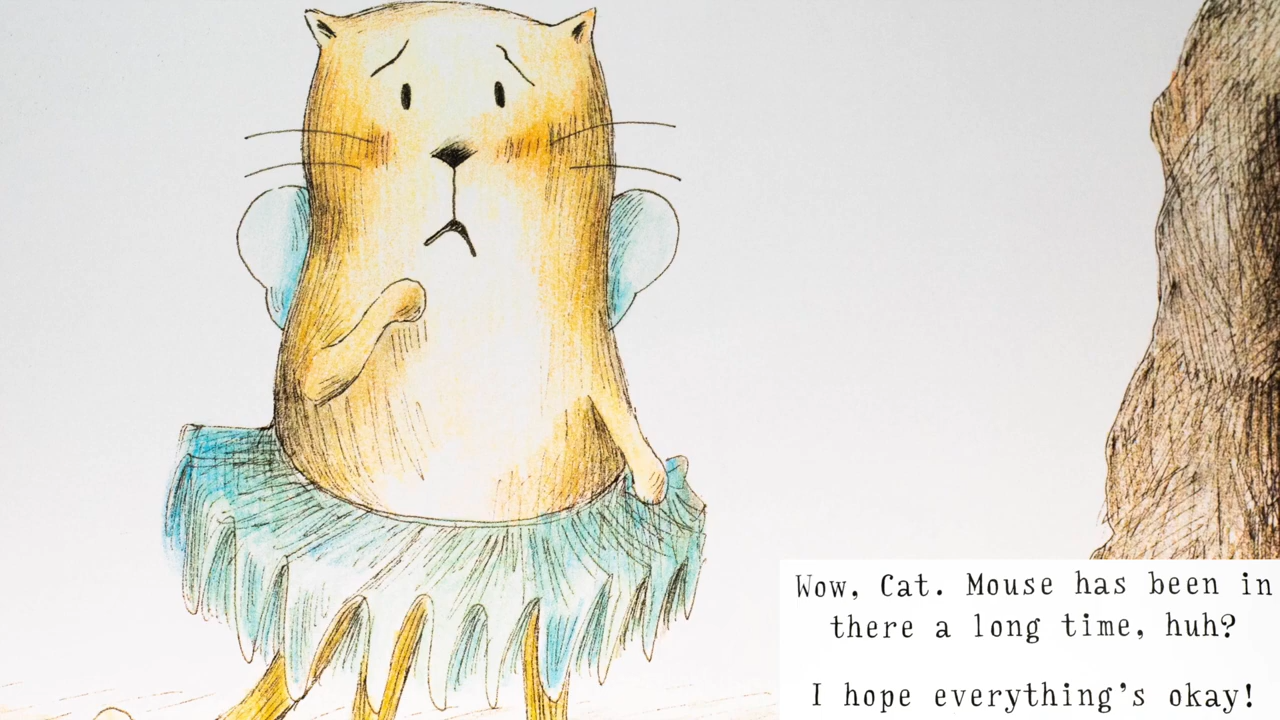 Wow, Cat. Mouse has been in
there a long time, huh?
I hope everything's okay!